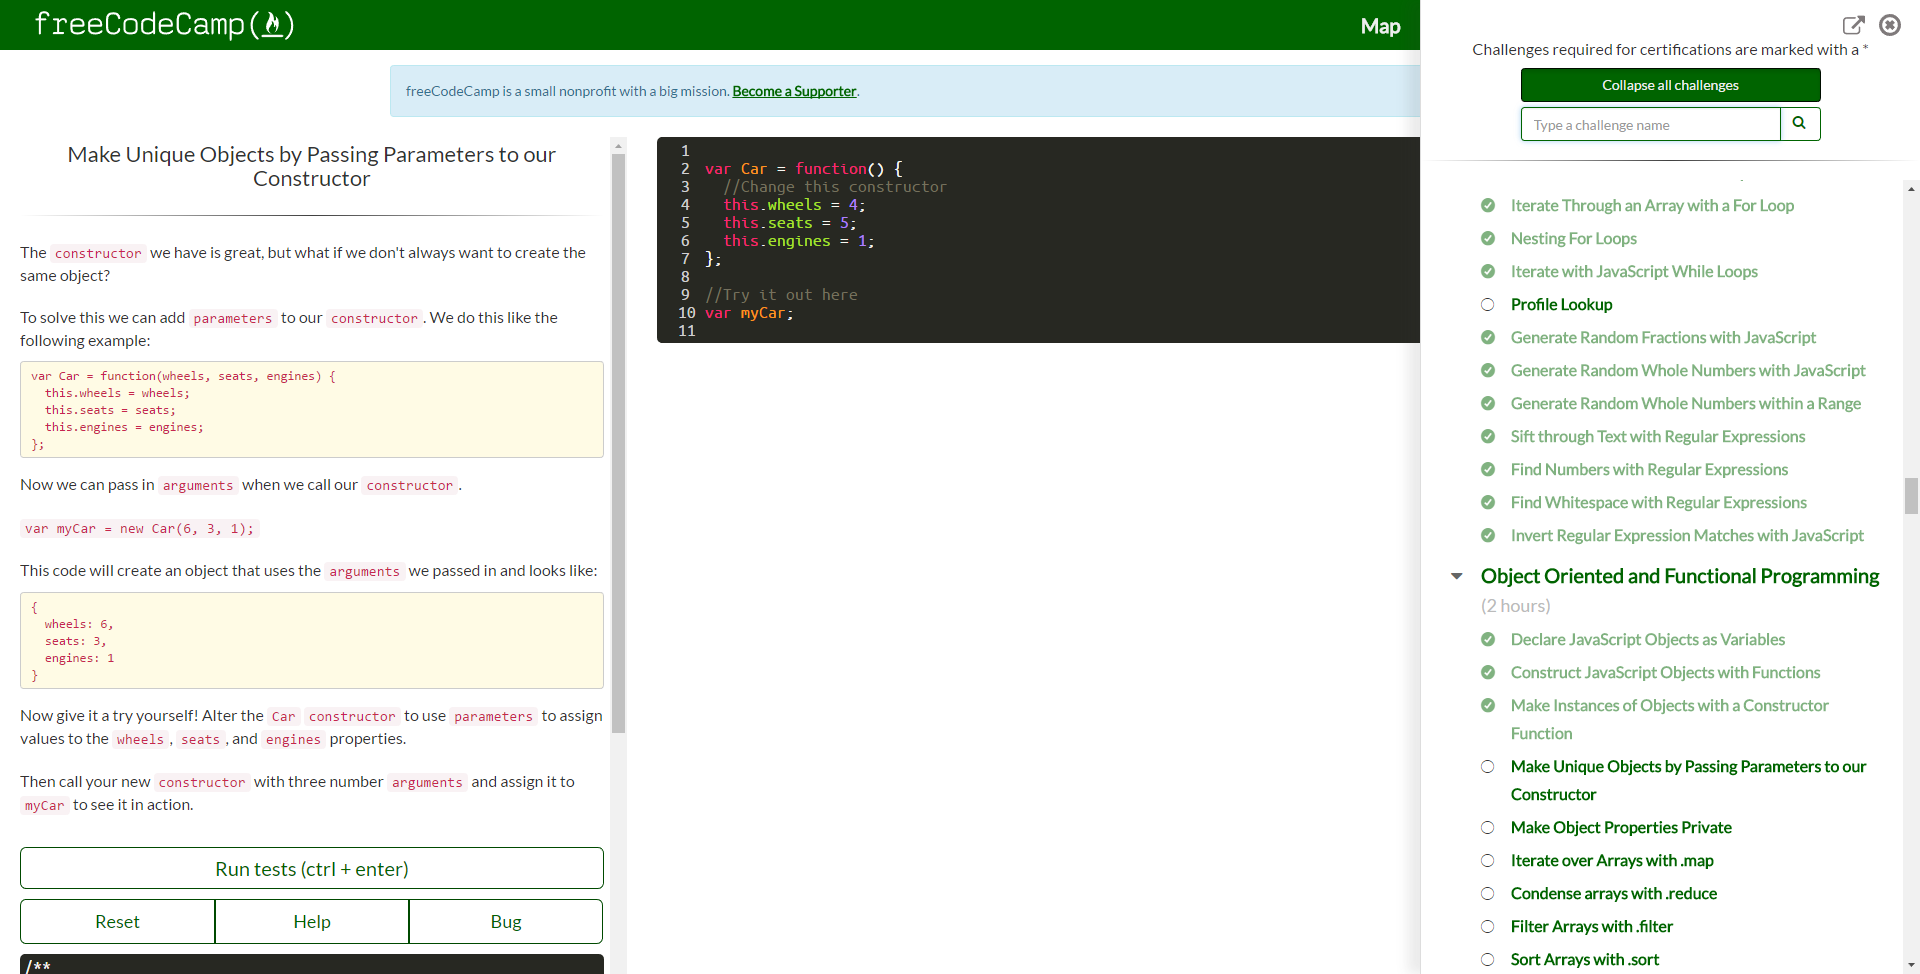 freeCodeCamp
Map
freeCodeCamp is a small nonprofit with a big mission. Become a Supporter.
Make Unique Objects by Passing Parameters to our
Constructor
The constructor we have is great, but what if we don't always want to create the
same object?
To solve this we can add parameters to our constructor. We do this like the
following example:
var Car = function(wheels, seats, engines) {
  this.wheels = wheels;
  this.seats = seats;
  this.engines = engines;
};
Now we can pass in arguments when we call our constructor.
var myCar = new Car(6, 3, 1);
This code will create an object that uses the arguments we passed in and looks like:
{
  wheels: 6,
  seats: 3,
  engines: 1
}
Now give it a try yourself! Alter the Car constructor to use parameters to assign
values to the wheels, seats, and engines properties.
Then call your new constructor with three number arguments and assign it to
myCar to see it in action.
Run tests (ctrl + enter)
Reset Help Bug
/**
1
2 var Car = function() {
3   //Change this constructor
4   this.wheels = 4;
5   this.seats = 5;
6   this.engines = 1;
7 };
8
9 //Try it out here
10 var myCar;
11
Challenges required for certifications are marked with a *
Collapse all challenges
Type a challenge name
Iterate Through an Array with a For Loop
Nesting For Loops
Iterate with JavaScript While Loops
Profile Lookup
Generate Random Fractions with JavaScript
Generate Random Whole Numbers with JavaScript
Generate Random Whole Numbers within a Range
Sift through Text with Regular Expressions
Find Numbers with Regular Expressions
Find Whitespace with Regular Expressions
Invert Regular Expression Matches with JavaScript
Object Oriented and Functional Programming
(2 hours)
Declare JavaScript Objects as Variables
Construct JavaScript Objects with Functions
Make Instances of Objects with a Constructor
Function
Make Unique Objects by Passing Parameters to our
Constructor
Make Object Properties Private
Iterate over Arrays with .map
Condense arrays with .reduce
Filter Arrays with .filter
Sort Arrays with .sort